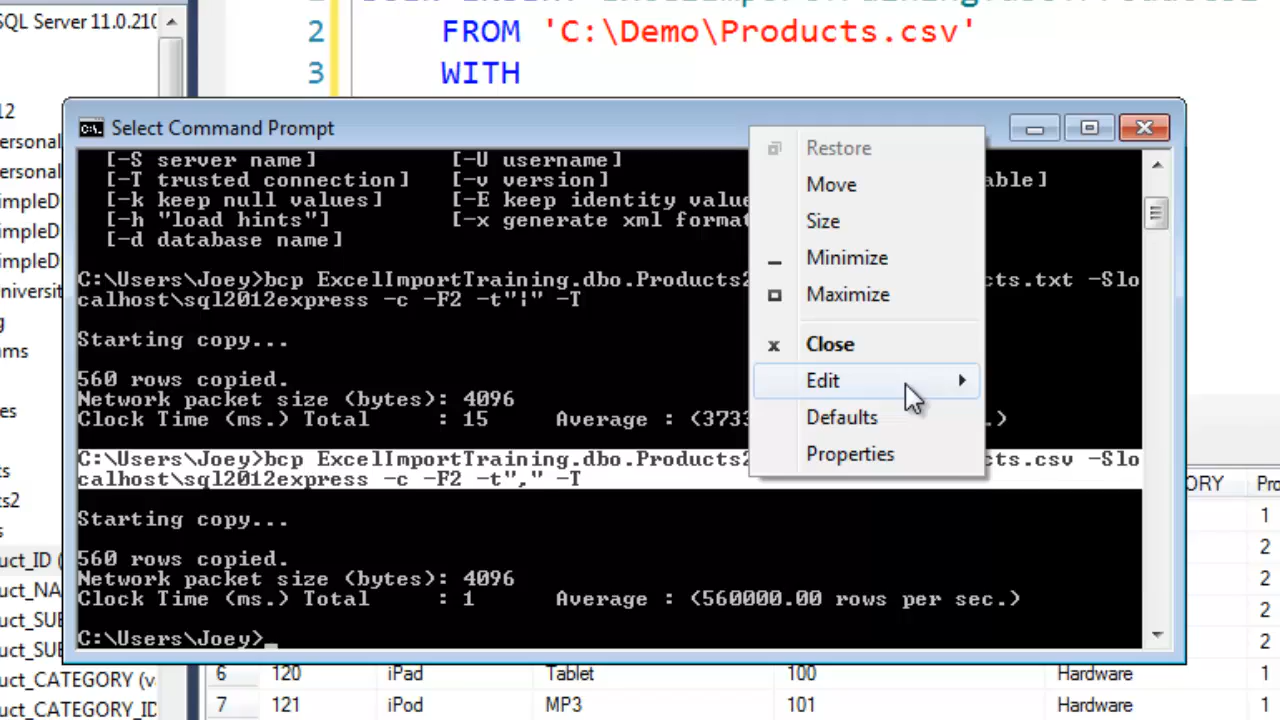 SQL Server 11.0.210
2 FROM 'C:\Demo\Products.csv'
3 WITH
12
ersonal
ersonal
impleD
impleD
impleD
niversit
g
ms
es
ts
ts2
s
uct_ID (
uct_NA
uct_SUB
uct_SUB
uct_CATEGORY (va
uct_CATEGORY_ID
Select Command Prompt
[-S server name] [-U username]
[-T trusted connection] [-v version] able]
[-k keep null values] [-E keep identity value
[-h "load hints"] [-x generate xml format
[-d database name]
C:\Users\Joey>bcp ExcelImportTraining.dbo.Products2 cts.txt -Slo
calhost\sql2012express -c -F2 -t"¦" -T
Starting copy...
560 rows copied.
Network packet size (bytes): 4096
Clock Time (ms.) Total : 15 Average : (3733 .)
C:\Users\Joey>bcp ExcelImportTraining.dbo.Products2 cts.csv -Slo
calhost\sql2012express -c -F2 -t"," -T
Starting copy...
560 rows copied.
Network packet size (bytes): 4096
Clock Time (ms.) Total : 1 Average : (560000.00 rows per sec.)
C:\Users\Joey>_
Restore
Move
Size
Minimize
Maximize
Close
Edit
Defaults
Properties
ORY Pro
1
2
2
2
2
6 120 iPad Tablet 100 Hardware 1
7 121 iPod MP3 101 Hardware 1